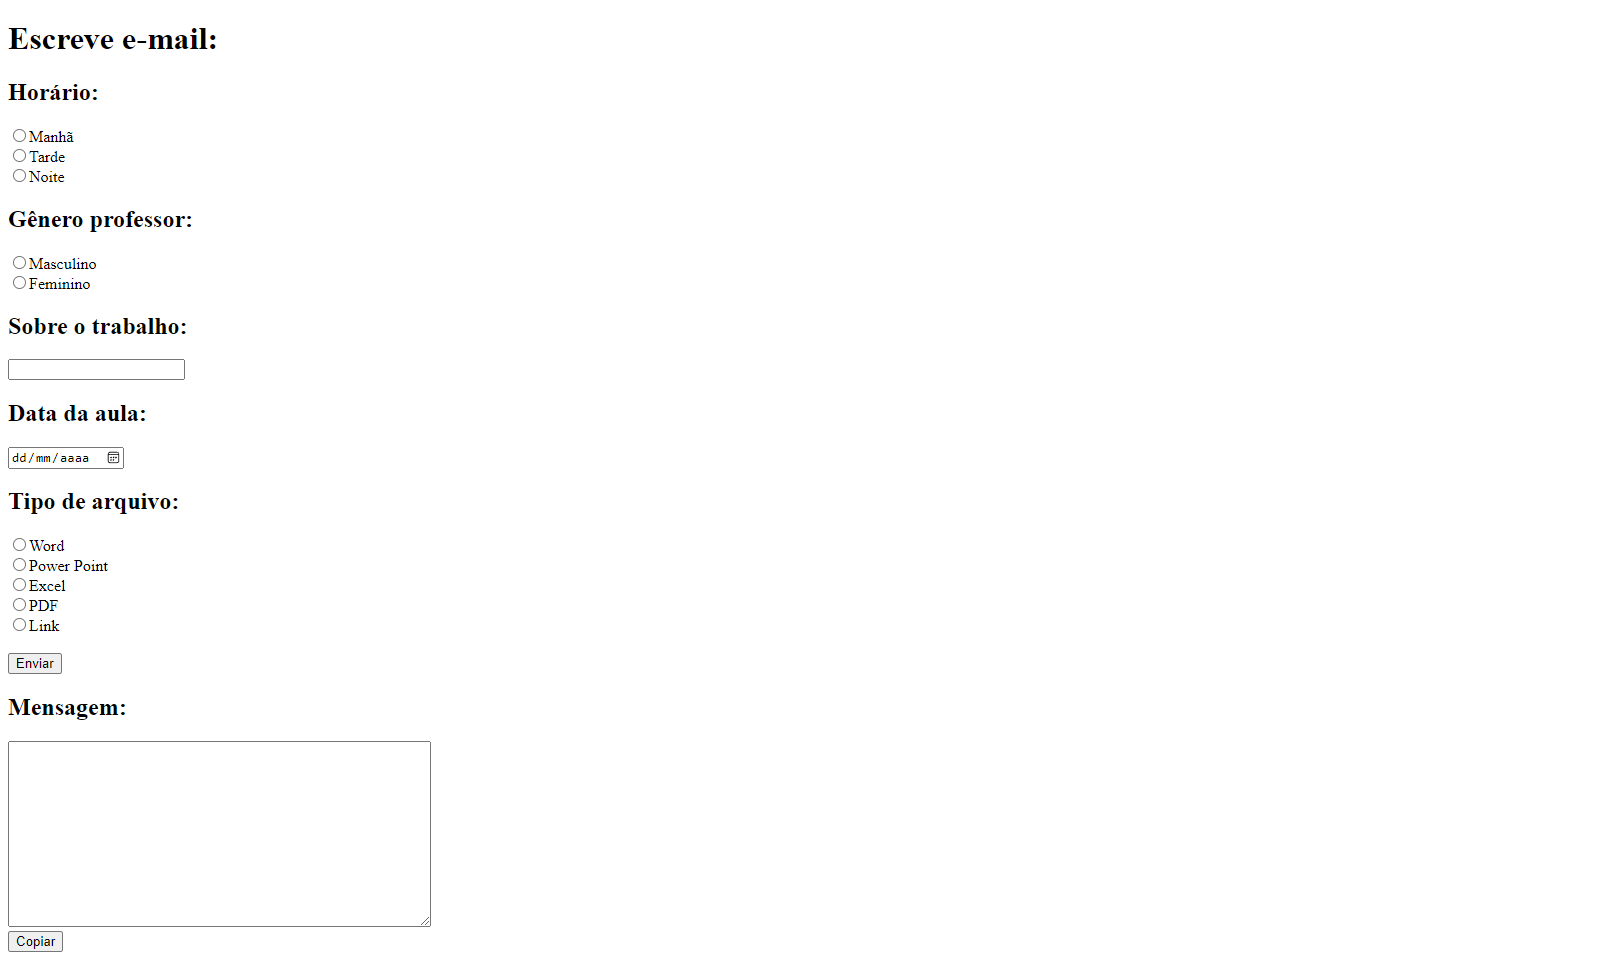 Escreve e-mail:
Horário:
Manhã
Tarde
Noite
Gênero professor:
Masculino
Feminino
Sobre o trabalho:
Data da aula:
dd/mm/aaaa
Tipo de arquivo:
Word
Power Point
Excel
PDF
Link
Enviar
Mensagem:
Copiar